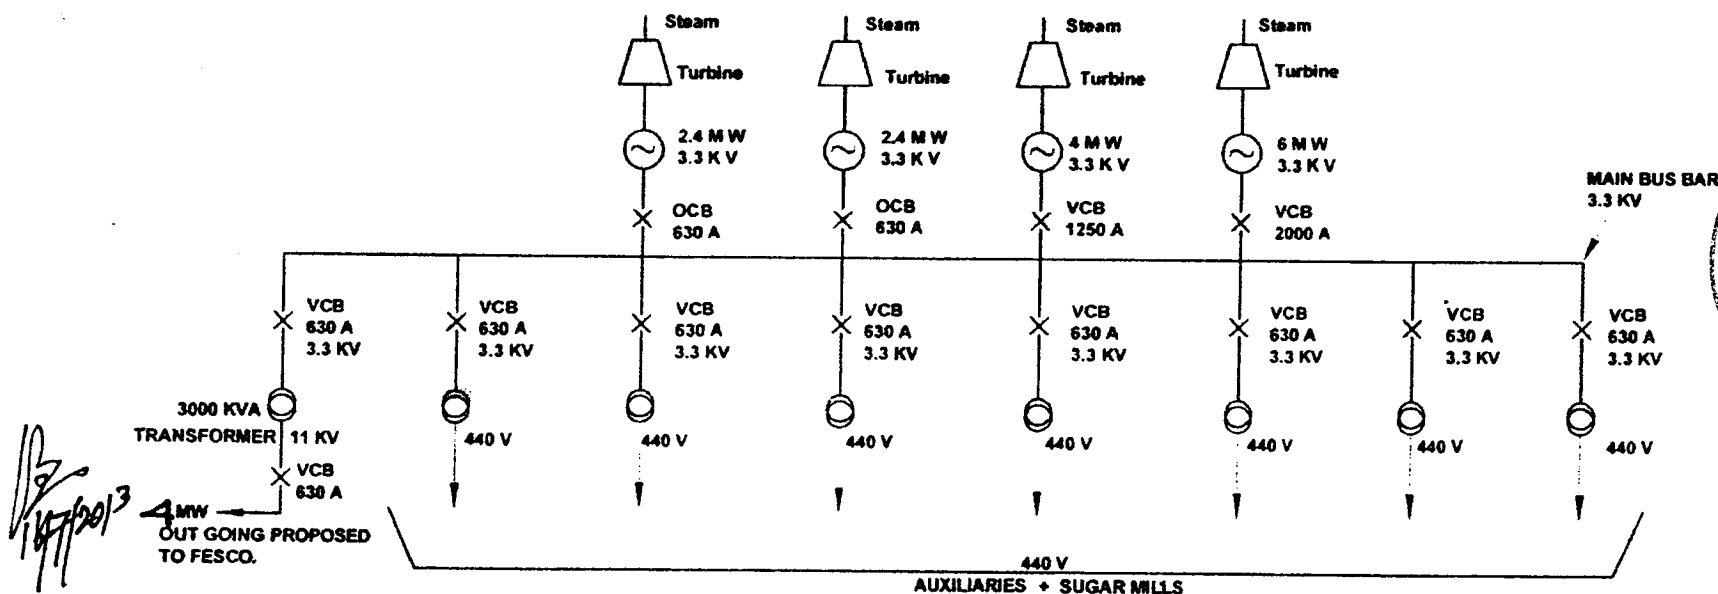 Steam
Steam
Steam
Steam
Turbine
Turbine
Turbine
Turbine
2.4 M W
3.3 K V
2.4 M W
3.3 K V
4 M W
3.3 K V
6 M W
3.3 K V
MAIN BUS BAR
3.3 KV
OCB
630 A
OCB
630 A
VCB
1250 A
VCB
2000 A
VCB
630 A
3.3 KV
VCB
630 A
3.3 KV
VCB
630 A
3.3 KV
VCB
630 A
3.3 KV
VCB
630 A
3.3 KV
VCB
630 A
3.3 KV
VCB
630 A
3.3 KV
VCB
630 A
3.3 KV
3000 KVA
TRANSFORMER 11 KV
440 V
440 V
440 V
440 V
440 V
440 V
440 V
VCB
630 A
4 MW
OUT GOING PROPOSED
TO FESCO.
440 V
AUXILIARIES + SUGAR MILLS